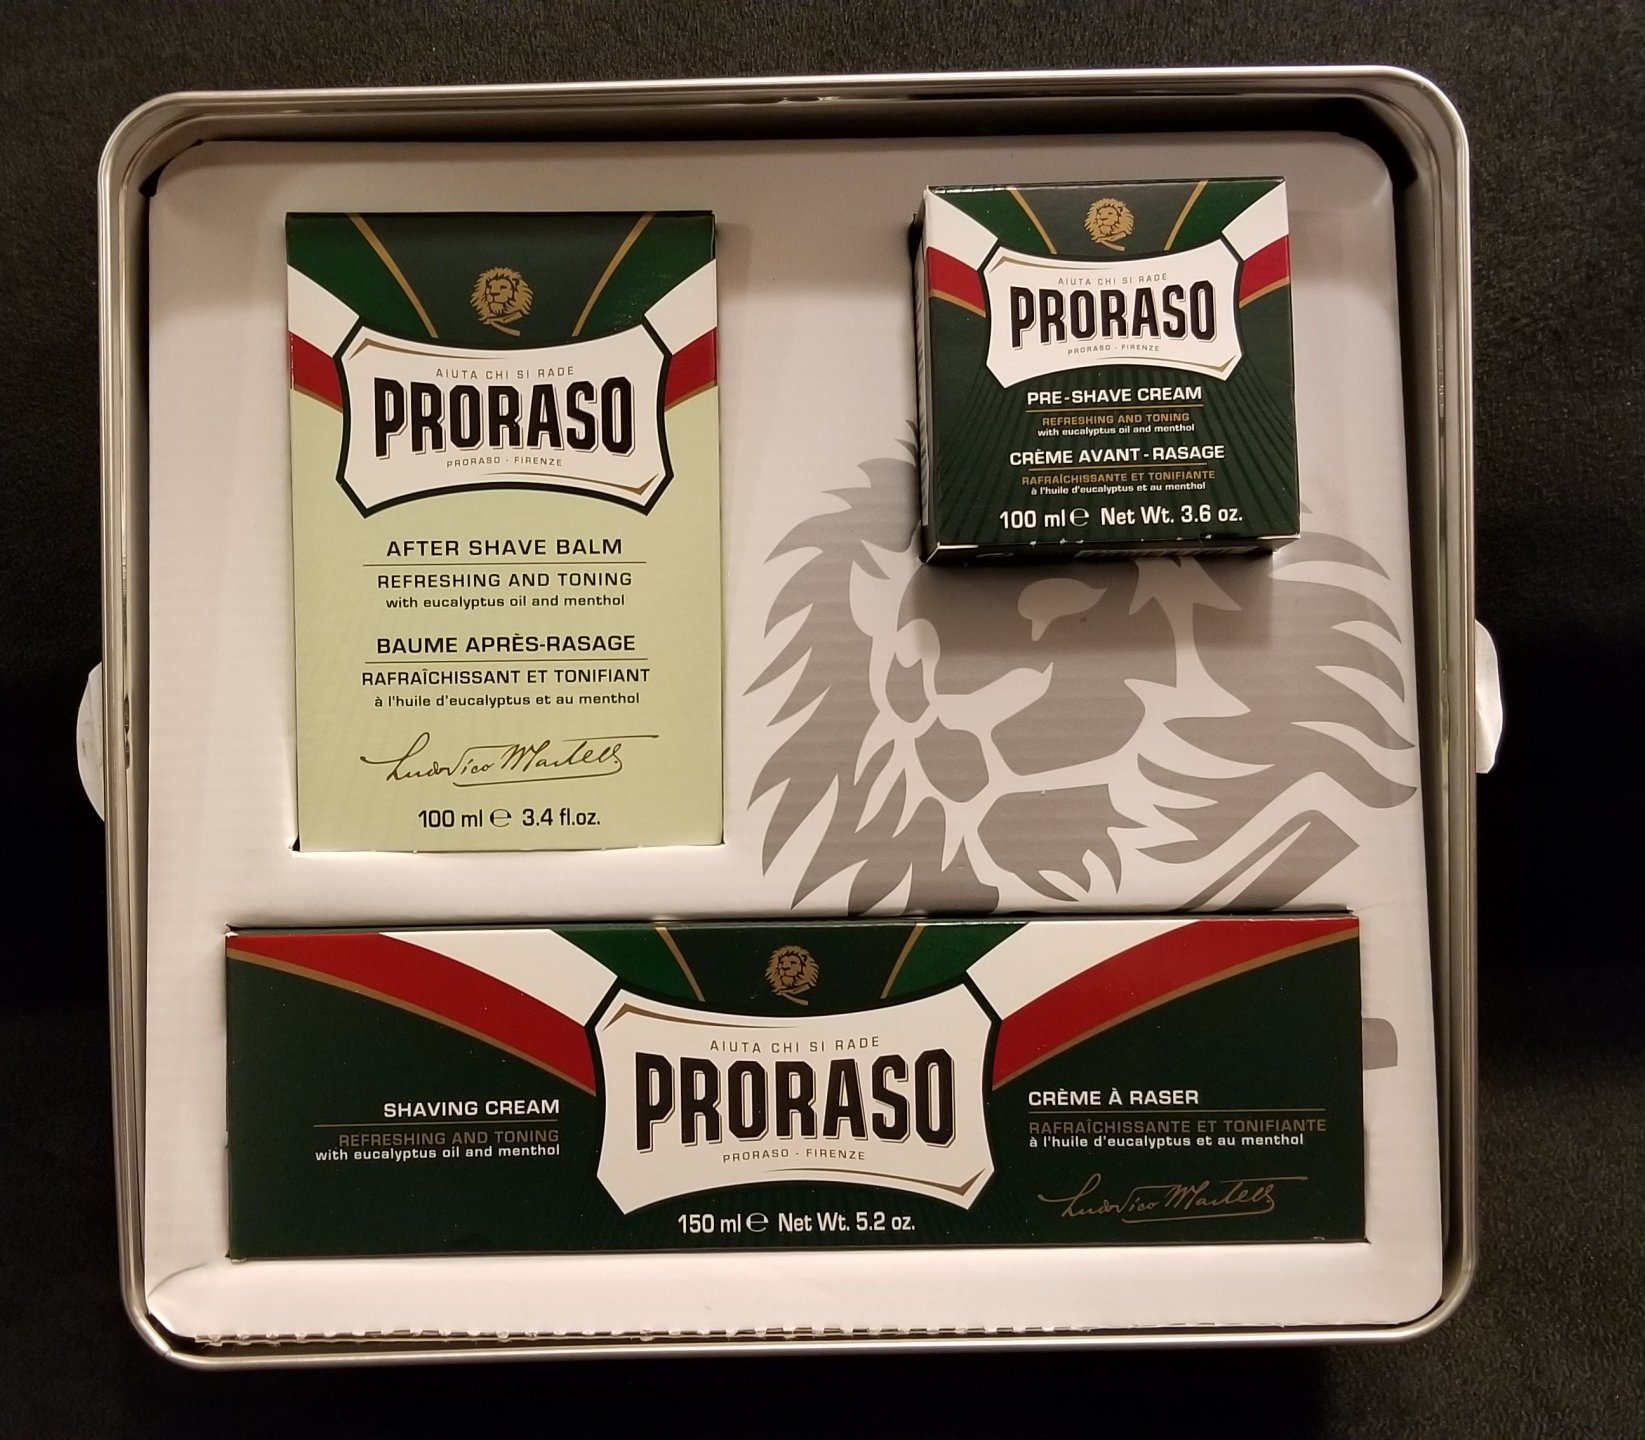 AIUTA CHI SI RADE
PRORASO
PRORASO - FIRENZE
AFTER SHAVE BALM
REFRESHING AND TONING
with eucalyptus oil and menthol
BAUME APRÈS-RASAGE
RAFRAÎCHISSANT ET TONIFIANT
à l'huile d'eucalyptus et au menthol
Ludovico Martelli
100 ml ℮ 3.4 fl.oz.
AIUTA CHI SI RADE
PRORASO
PRORASO - FIRENZE
PRE-SHAVE CREAM
REFRESHING AND TONING
with eucalyptus oil and menthol
CRÈME AVANT-RASAGE
RAFRAÎCHISSANTE ET TONIFIANTE
à l'huile d'eucalyptus et au menthol
100 ml ℮ Net Wt. 3.6 oz.
AIUTA CHI SI RADE
PRORASO
PRORASO - FIRENZE
SHAVING CREAM
REFRESHING AND TONING
with eucalyptus oil and menthol
CRÈME À RASER
RAFRAÎCHISSANTE ET TONIFIANTE
à l'huile d'eucalyptus et au menthol
Ludovico Martelli
150 ml ℮ Net Wt. 5.2 oz.